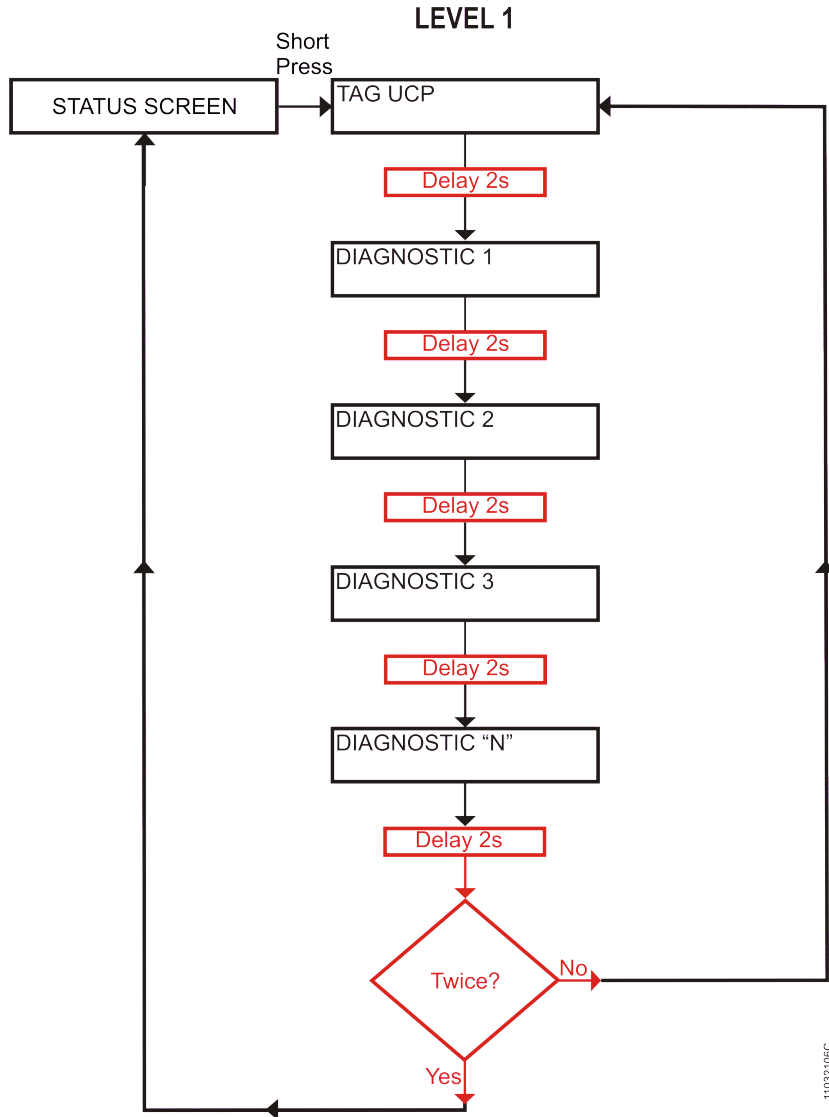 LEVEL 1
Short
Press
STATUS SCREEN
TAG UCP
Delay 2s
DIAGNOSTIC 1
Delay 2s
DIAGNOSTIC 2
Delay 2s
DIAGNOSTIC 3
Delay 2s
DIAGNOSTIC “N”
Delay 2s
Twice?
No
Yes
11032106C